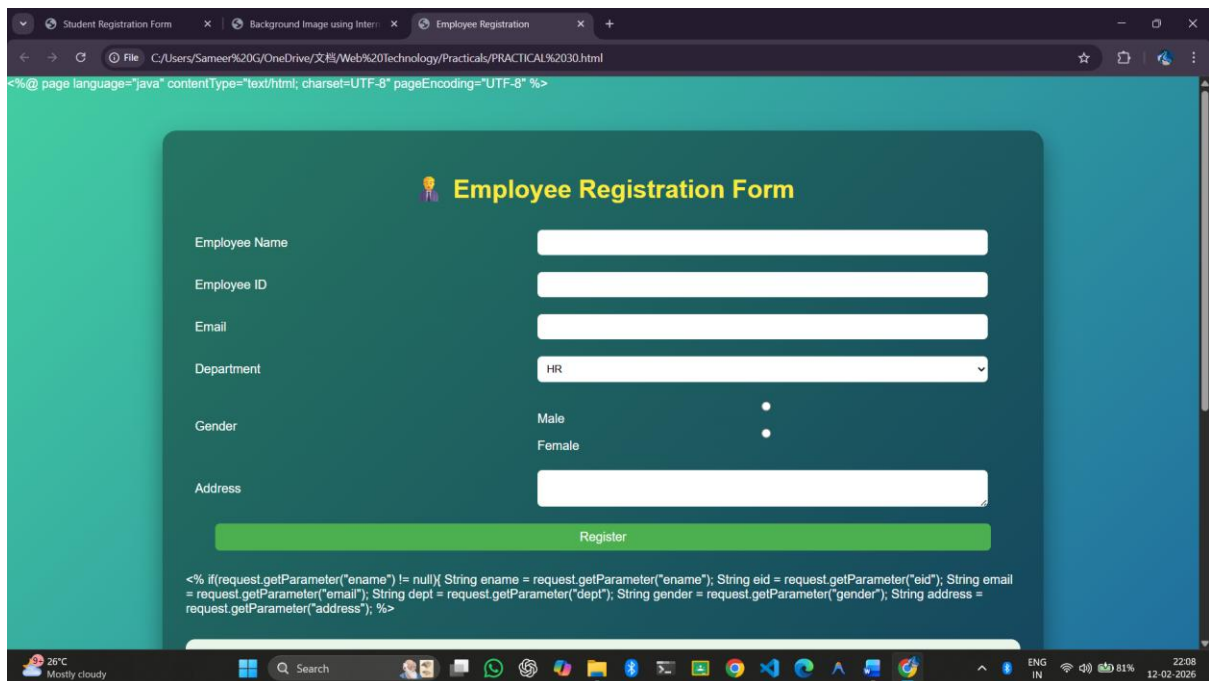 Student Registration Form
Background Image using Intern
Employee Registration
File C:/Users/Sameer%20G/OneDrive/文档/Web%20Technology/Practicals/PRACTICAL%2030.html
<%@ page language="java" contentType="text/html; charset=UTF-8" pageEncoding="UTF-8" %>
Employee Registration Form
Employee Name
Employee ID
Email
Department HR
Gender
Male
Female
Address
Register
<% if(request.getParameter("ename") != null){ String ename = request.getParameter("ename"); String eid = request.getParameter("eid"); String email
= request.getParameter("email"); String dept = request.getParameter("dept"); String gender = request.getParameter("gender"); String address =
request.getParameter("address"); %>
9+
26°C
Mostly cloudy
Search
ENG
IN
81%
22:08
12-02-2026